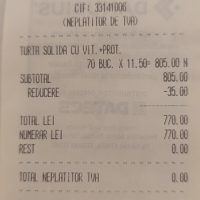 CIF: 33141006
(NEPLATITOR DE TVA)
TURTA SOLIDA CU VIT.+PROT.
70 BUC. X 11.50= 805.00 N
SUBTOTAL 805.00
REDUCERE -35.00
TOTAL LEI 770.00
NUMERAR LEI 770.00
REST 0.00
TOTAL NEPLATITOR TVA 0.00
0.00